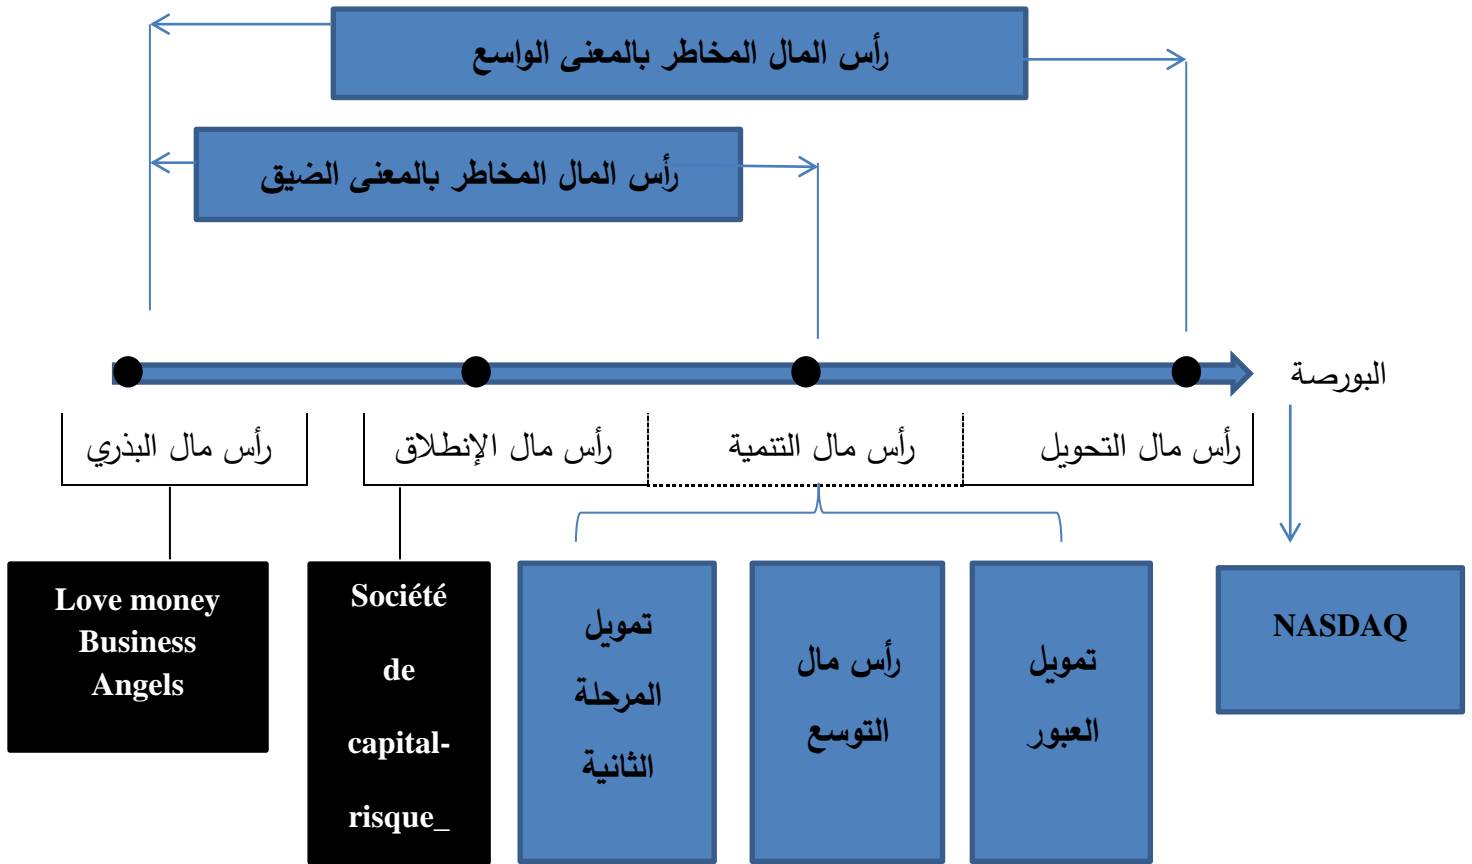 رأس المال المخاطر بالمعنى الواسع
رأس المال المخاطر بالمعنى الضيق
البورصة
رأس مال البذري
رأس مال الإنطلاق
رأس مال التنمية
رأس مال التحويل
Love money
Business
Angels
Société
de
capital-
risque_
تمويل
المرحلة
الثانية
رأس مال
التوسع
تمويل
العبور
NASDAQ